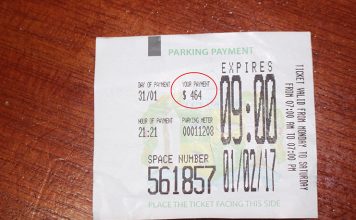 PARKING PAYMENT
EXPIRES
DAY OF PAYMENT YOUR PAYMENT
31/01 $ 464
09:00
HOUR OF PAYMENT PARKING METER
21:21 00011208
01/02/17
SPACE NUMBER
561857
PLACE THE TICKET FACING THIS SIDE
TICKET VALID FROM MONDAY TO SATURDAY
FROM 07:00 AM TO 07:00 PM